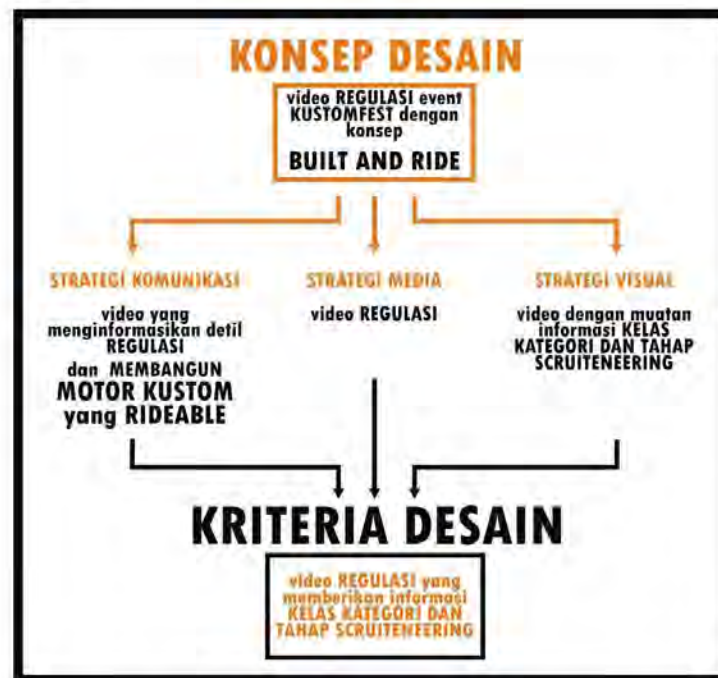 KONSEP DESAIN
video REGULASI event
KUSTOMFEST dengan
konsep
BUILT AND RIDE
STRATEGI KOMUNIKASI
video yang
menginformasikan detil
REGULASI
dan MEMBANGUN
MOTOR KUSTOM
yang RIDEABLE
STRATEGI MEDIA
video REGULASI
STRATEGI VISUAL
video dengan muatan
informasi KELAS
KATEGORI DAN TAHAP
SCRUITENEERING
KRITERIA DESAIN
video REGULASI yang
memberikan informasi
KELAS KATEGORI DAN
TAHAP SCRUITENEERING